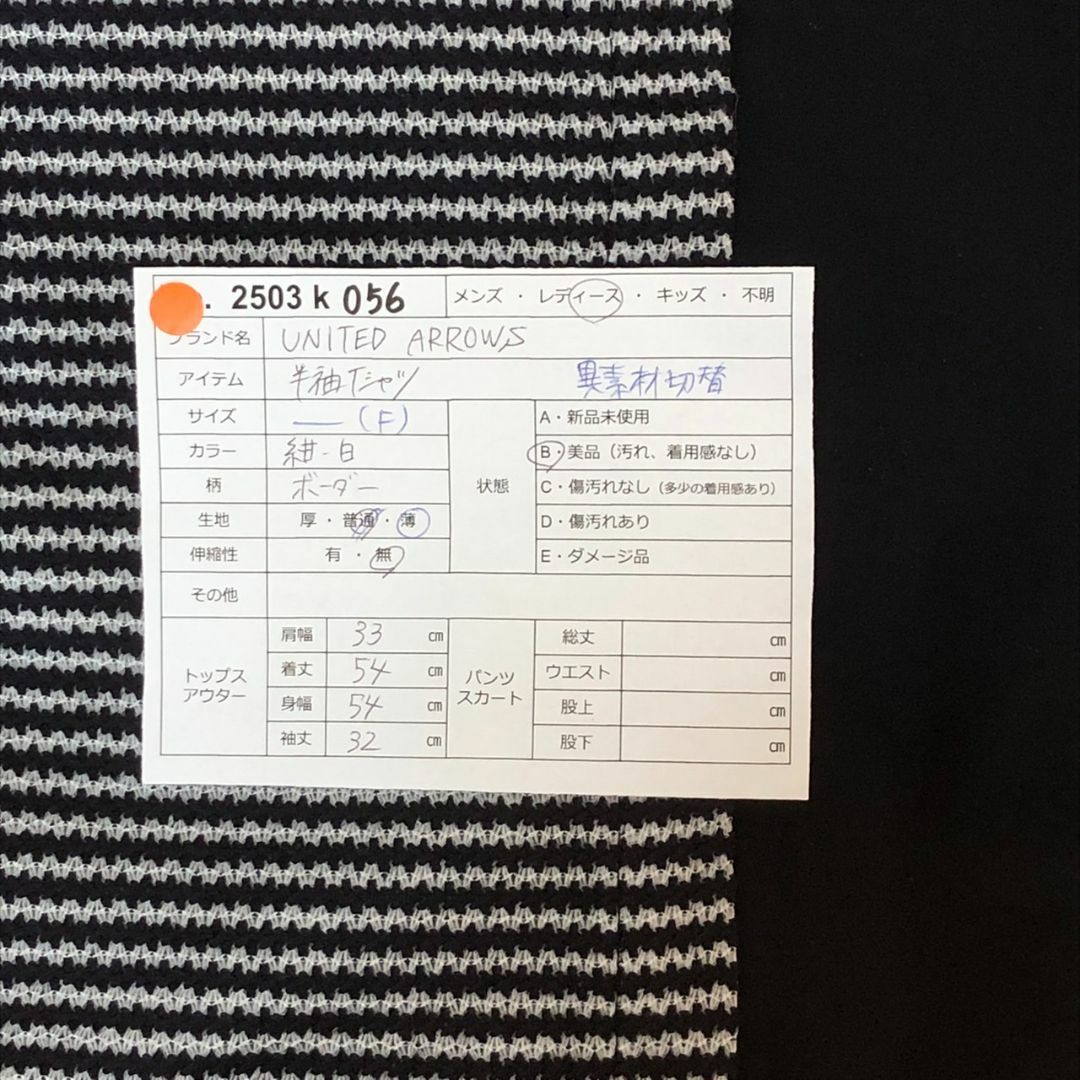 . 2503 k 056 メンズ ・ レディース ・ キッズ ・ 不明
ブランド名 UNITED ARROWS
アイテム 半袖Tシャツ 異素材切替
サイズ ―(F)
カラー 紺・白
柄 ボーダー
生地 厚・普通・薄
伸縮性 有 ・ 無
状態
A・新品未使用
B・美品（汚れ、着用感なし）
C・傷汚れなし（多少の着用感あり）
D・傷汚れあり
E・ダメージ品
その他
トップス
アウター
肩幅 33 cm
着丈 54 cm
身幅 54 cm
袖丈 32 cm
パンツ
スカート
総丈 cm
ウエスト cm
股上 cm
股下 cm